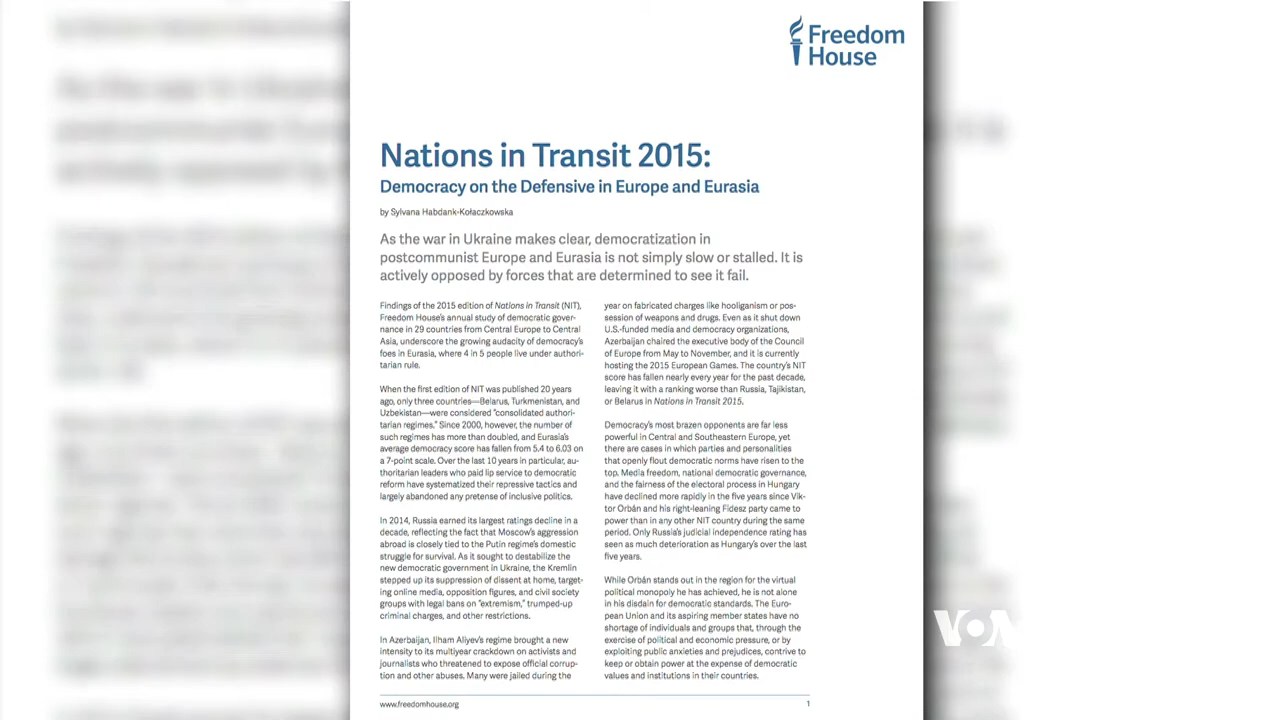 Freedom
House
Nations in Transit 2015:
Democracy on the Defensive in Europe and Eurasia
by Sylvana Habdank-Kołaczkowska
As the war in Ukraine makes clear, democratization in
postcommunist Europe and Eurasia is not simply slow or stalled. It is
actively opposed by forces that are determined to see it fail.
Findings of the 2015 edition of Nations in Transit (NIT),
Freedom House's annual study of democratic gover-
nance in 29 countries from Central Europe to Central
Asia, underscore the growing audacity of democracy's
foes in Eurasia, where 4 in 5 people live under authori-
tarian rule.
When the first edition of NIT was published 20 years
ago, only three countries—Belarus, Turkmenistan, and
Uzbekistan—were considered "consolidated authori-
tarian regimes." Since 2000, however, the number of
such regimes has more than doubled, and Eurasia's
average democracy score has fallen from 5.4 to 6.03 on
a 7-point scale. Over the last 10 years in particular, au-
thoritarian leaders who paid lip service to democratic
reform have systematized their repressive tactics and
largely abandoned any pretense of inclusive politics.
In 2014, Russia earned its largest ratings decline in a
decade, reflecting the fact that Moscow's aggression
abroad is closely tied to the Putin regime's domestic
struggle for survival. As it sought to destabilize the
new democratic government in Ukraine, the Kremlin
stepped up its suppression of dissent at home, target-
ing online media, opposition figures, and civil society
groups with legal bans on "extremism," trumped-up
criminal charges, and other restrictions.
In Azerbaijan, Ilham Aliyev's regime brought a new
intensity to its multiyear crackdown on activists and
journalists who threatened to expose official corrup-
tion and other abuses. Many were jailed during the
year on fabricated charges like hooliganism or pos-
session of weapons and drugs. Even as it shut down
U.S.-funded media and democracy organizations,
Azerbaijan chaired the executive body of the Council
of Europe from May to November, and it is currently
hosting the 2015 European Games. The country's NIT
score has fallen nearly every year for the past decade,
leaving it with a ranking worse than Russia, Tajikistan,
or Belarus in Nations in Transit 2015.
Democracy's most brazen opponents are far less
powerful in Central and Southeastern Europe, yet
there are cases in which parties and personalities
that openly flout democratic norms have risen to the
top. Media freedom, national democratic governance,
and the fairness of the electoral process in Hungary
have declined more rapidly in the five years since Vik-
tor Orbán and his right-leaning Fidesz party came to
power than in any other NIT country during the same
period. Only Russia's judicial independence rating has
seen as much deterioration as Hungary's over the last
five years.
While Orbán stands out in the region for the virtual
political monopoly he has achieved, he is not alone
in his disdain for democratic standards. The Euro-
pean Union and its aspiring member states have no
shortage of individuals and groups that, through the
exercise of political and economic pressure, or by
exploiting public anxieties and prejudices, contrive to
keep or obtain power at the expense of democratic
values and institutions in their countries.
www.freedomhouse.org
1
VOA